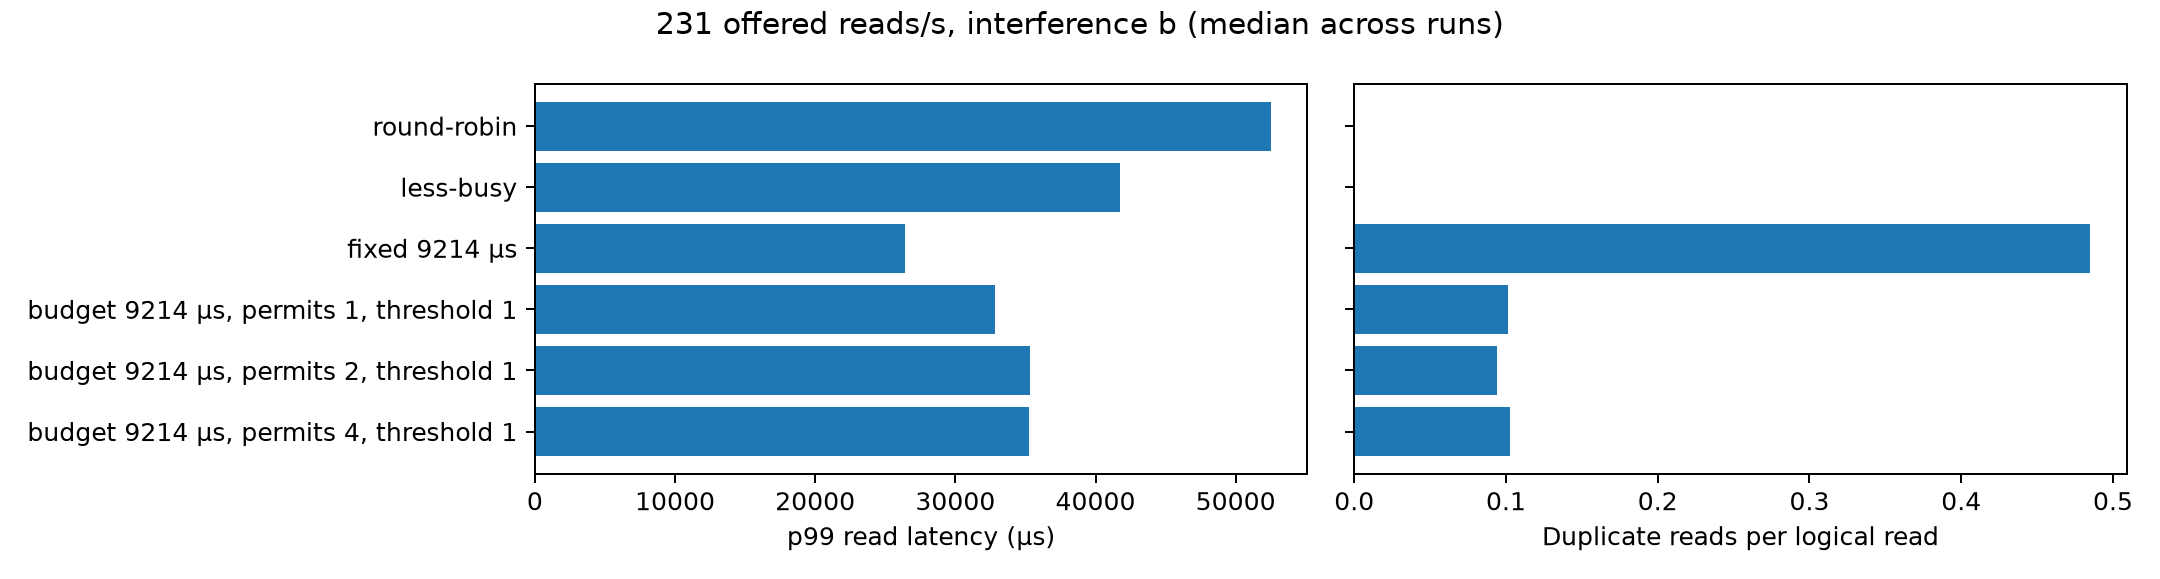 231 offered reads/s, interference b (median across runs)
round-robin
less-busy
fixed 9214 µs
budget 9214 µs, permits 1, threshold 1
budget 9214 µs, permits 2, threshold 1
budget 9214 µs, permits 4, threshold 1
0 10000 20000 30000 40000 50000
p99 read latency (µs)
0.0 0.1 0.2 0.3 0.4 0.5
Duplicate reads per logical read